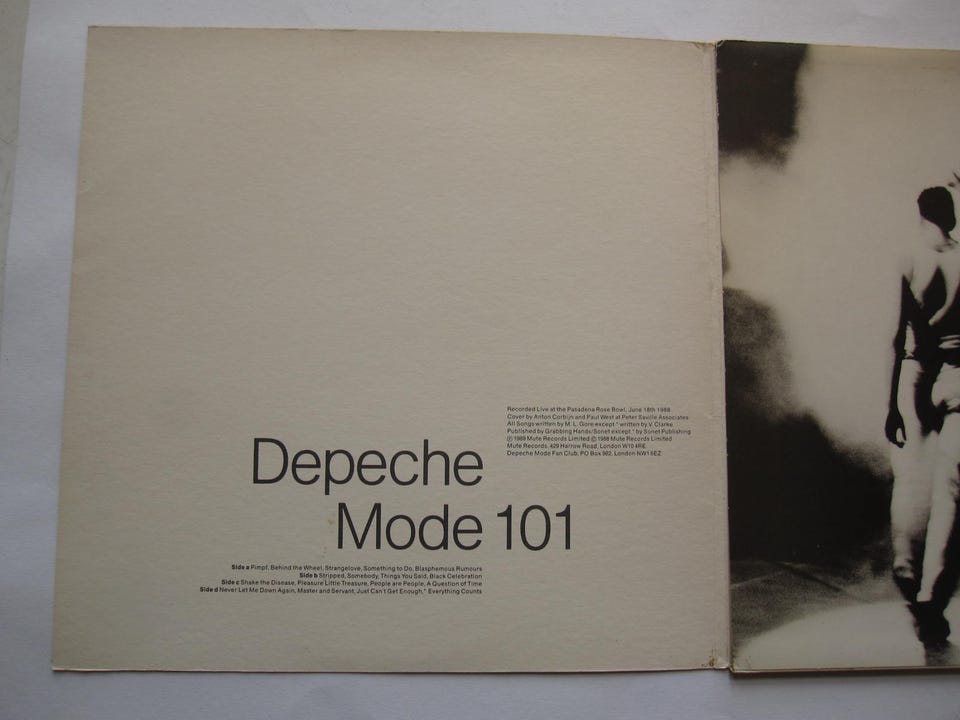 Recorded Live at the Pasadena Rose Bowl, June 18th 1988
Cover by Anton Corbijn and Paul West at Peter Saville Associates
All Songs written by M. L. Gore except * written by V. Clarke
Published by Grabbing Hands/Sonet except * by Sonet Publishing
Ⓟ 1989 Mute Records Limited © 1988 Mute Records Limited
Mute Records, 429 Harrow Road, London W10 4RE
Depeche Mode Fan Club, PO Box 982, London NW1 6EZ
Depeche
Mode 101
Side a Pimpf, Behind the Wheel, Strangelove, Something to Do, Blasphemous Rumours
Side b Stripped, Somebody, Things You Said, Black Celebration
Side c Shake the Disease, Pleasure Little Treasure, People are People, A Question of Time
Side d Never Let Me Down Again, Master and Servant, Just Can't Get Enough,* Everything Counts